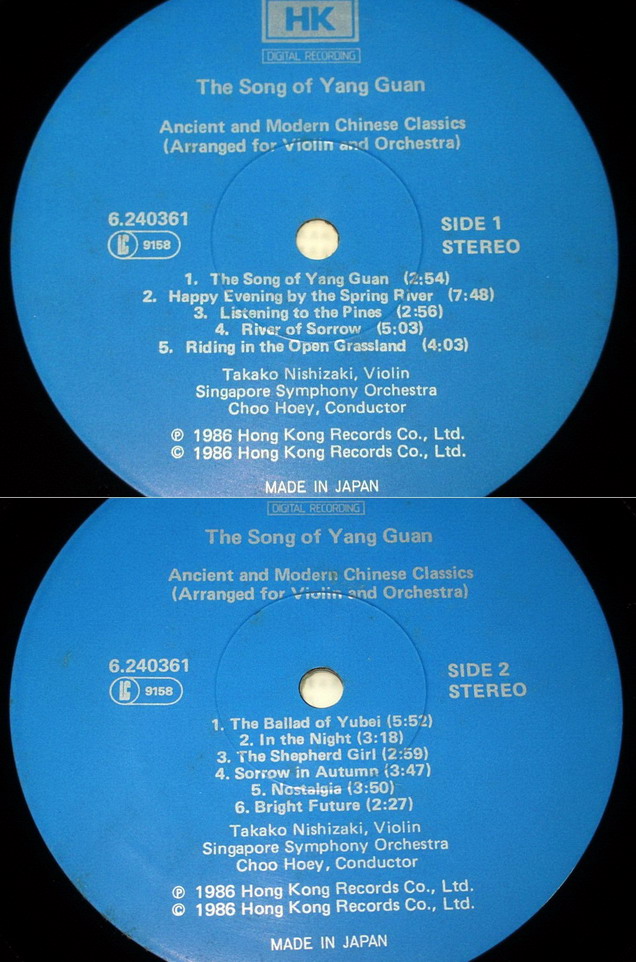 HK
DIGITAL RECORDING
The Song of Yang Guan
Ancient and Modern Chinese Classics
(Arranged for Violin and Orchestra)
6.240361
LC 9158
SIDE 1
STEREO
1. The Song of Yang Guan (2:54)
2. Happy Evening by the Spring River (7:48)
3. Listening to the Pines (2:56)
4. River of Sorrow (5:03)
5. Riding in the Open Grassland (4:03)
Takako Nishizaki, Violin
Singapore Symphony Orchestra
Choo Hoey, Conductor
℗ 1986 Hong Kong Records Co., Ltd.
© 1986 Hong Kong Records Co., Ltd.
MADE IN JAPAN
DIGITAL RECORDING
The Song of Yang Guan
Ancient and Modern Chinese Classics
(Arranged for Violin and Orchestra)
6.240361
LC 9158
SIDE 2
STEREO
1. The Ballad of Yubei (5:52)
2. In the Night (3:18)
3. The Shepherd Girl (2:59)
4. Sorrow in Autumn (3:47)
5. Nostalgia (3:50)
6. Bright Future (2:27)
Takako Nishizaki, Violin
Singapore Symphony Orchestra
Choo Hoey, Conductor
℗ 1986 Hong Kong Records Co., Ltd.
© 1986 Hong Kong Records Co., Ltd.
MADE IN JAPAN